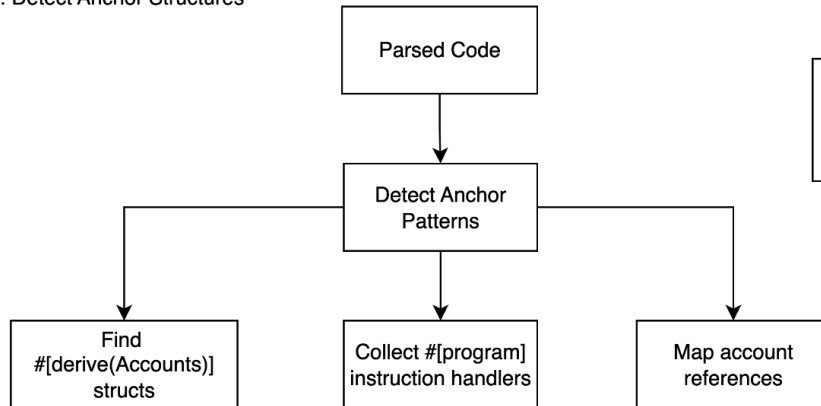 : Detect Anchor Structures
Parsed Code
Detect Anchor
Patterns
Find
#[derive(Accounts)]
structs
Collect #[program]
instruction handlers
Map account
references